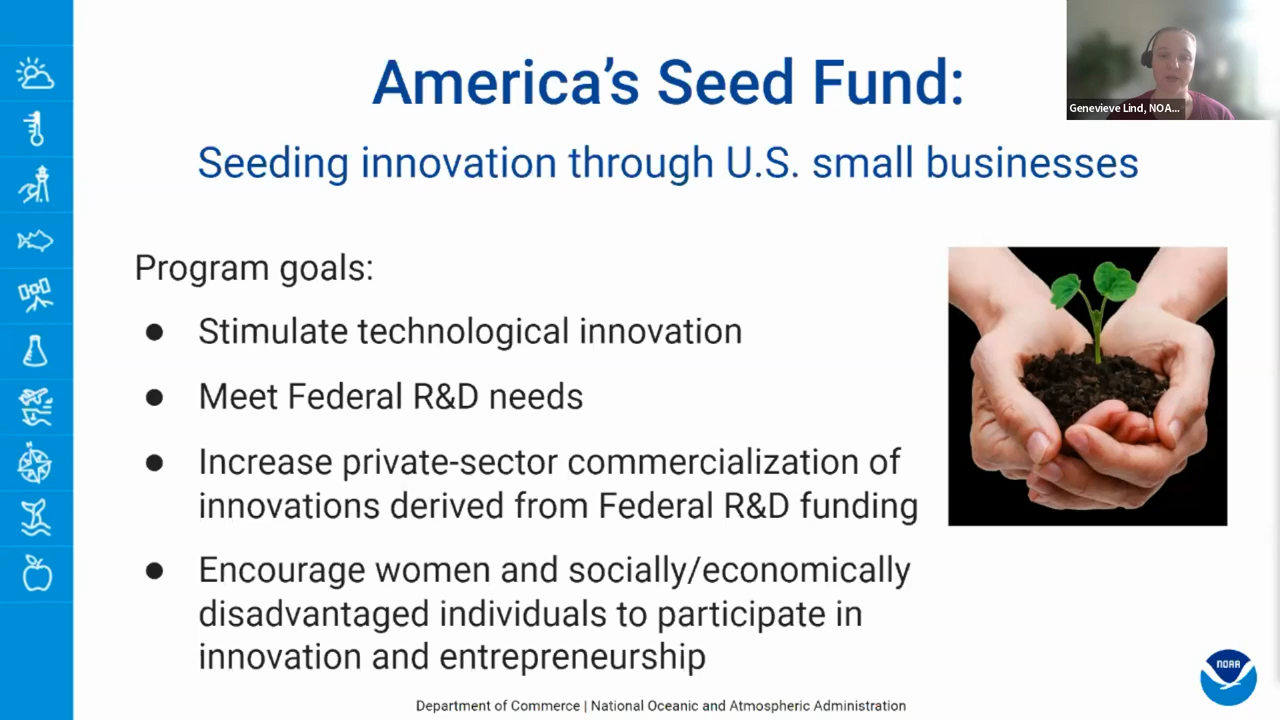 America's Seed Fund:
Genevieve Lind, NOA...
Seeding innovation through U.S. small businesses
Program goals:
● Stimulate technological innovation
● Meet Federal R&D needs
● Increase private-sector commercialization of
innovations derived from Federal R&D funding
● Encourage women and socially/economically
disadvantaged individuals to participate in
innovation and entrepreneurship
NOAA
Department of Commerce | National Oceanic and Atmospheric Administration